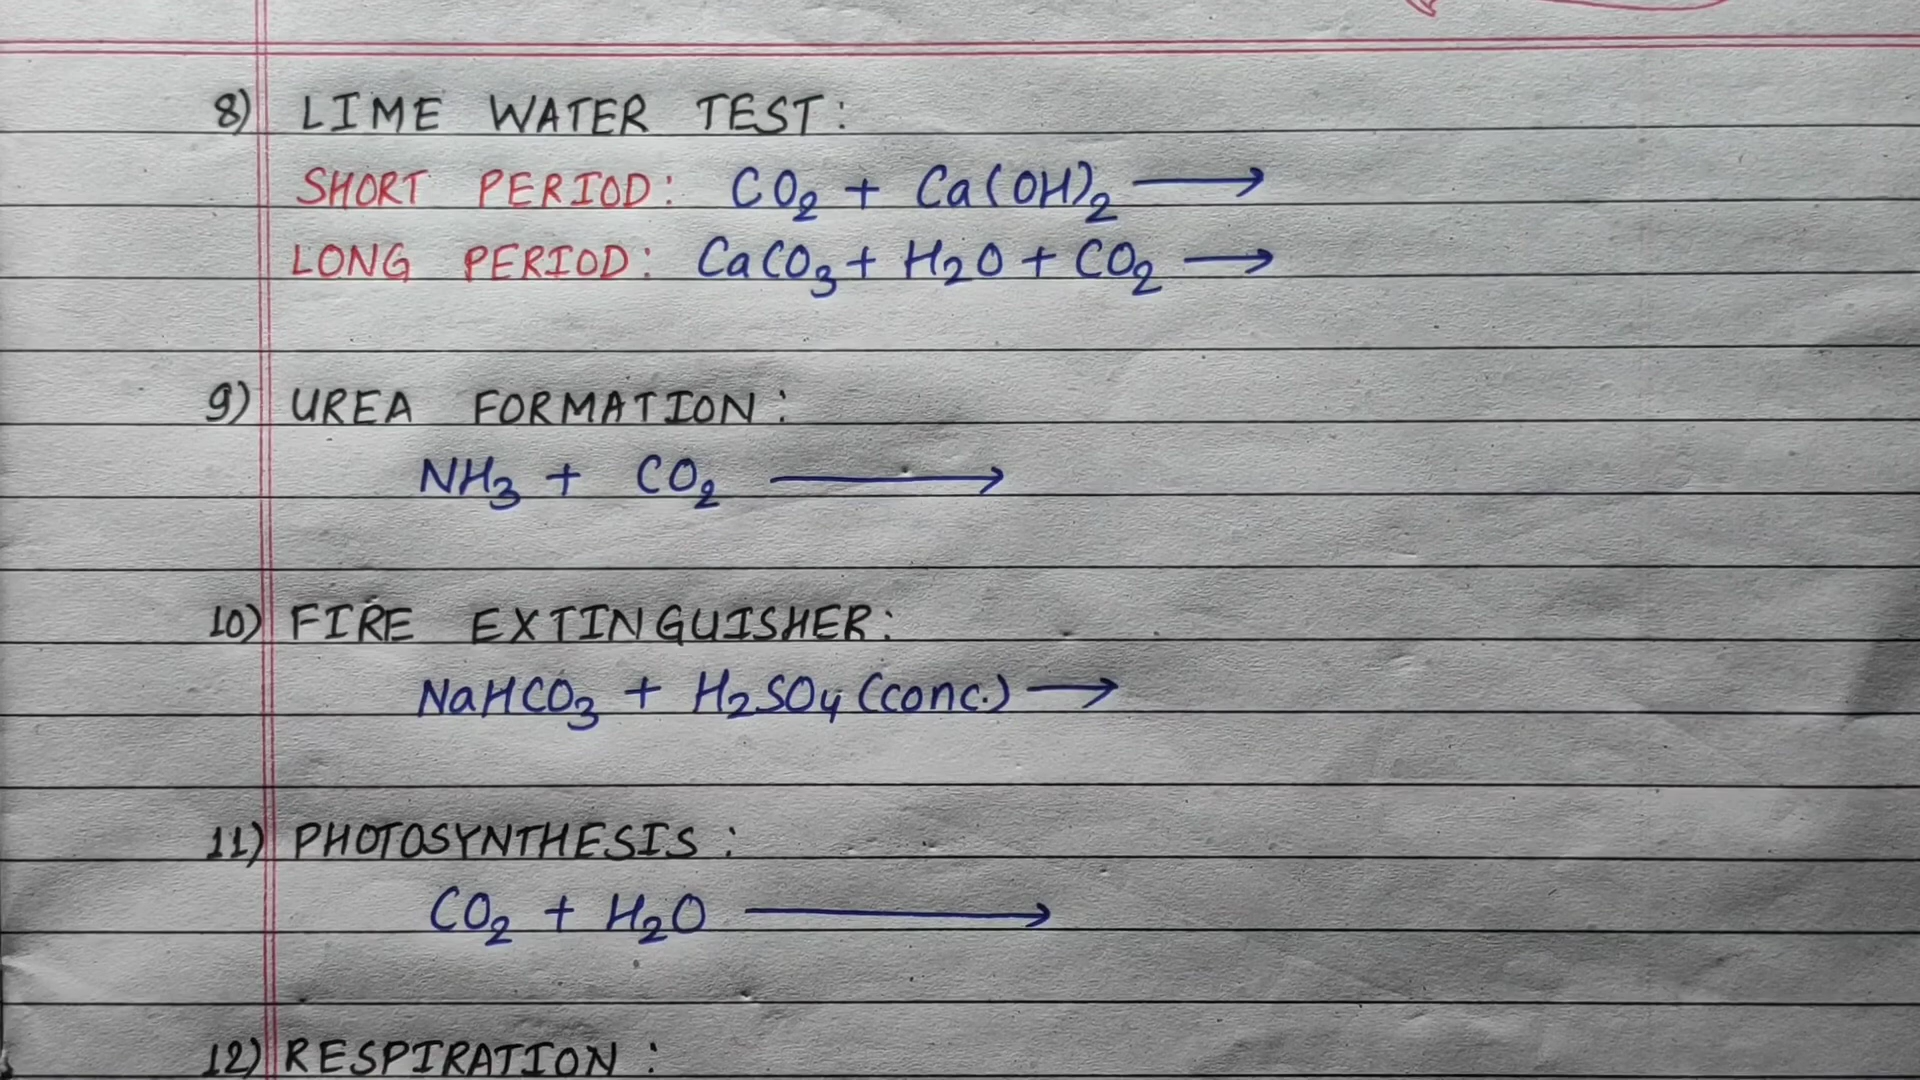 8) LIME WATER TEST:
SHORT PERIOD: CO₂ + Ca(OH)₂ ⟶
LONG PERIOD: CaCO₃ + H₂O + CO₂ ⟶
9) UREA FORMATION:
NH₃ + CO₂ ⟶
10) FIRE EXTINGUISHER:
NaHCO₃ + H₂SO₄ (conc.) ⟶
11) PHOTOSYNTHESIS:
CO₂ + H₂O ⟶
12) RESPIRATION: